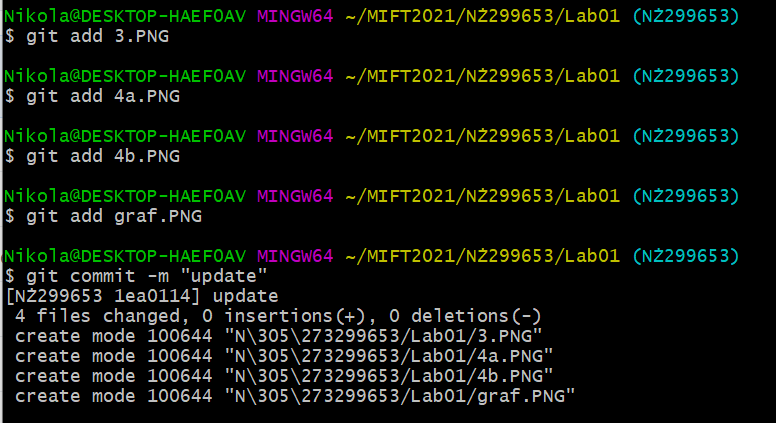 Nikola@DESKTOP-HAEF0AV MINGW64 ~/MIFT2021/NŻ299653/Lab01 (NŻ299653)
$ git add 3.PNG
Nikola@DESKTOP-HAEF0AV MINGW64 ~/MIFT2021/NŻ299653/Lab01 (NŻ299653)
$ git add 4a.PNG
Nikola@DESKTOP-HAEF0AV MINGW64 ~/MIFT2021/NŻ299653/Lab01 (NŻ299653)
$ git add 4b.PNG
Nikola@DESKTOP-HAEF0AV MINGW64 ~/MIFT2021/NŻ299653/Lab01 (NŻ299653)
$ git add graf.PNG
Nikola@DESKTOP-HAEF0AV MINGW64 ~/MIFT2021/NŻ299653/Lab01 (NŻ299653)
$ git commit -m "update"
[NŻ299653 1ea0114] update
 4 files changed, 0 insertions(+), 0 deletions(-)
 create mode 100644 "N\305\273299653/Lab01/3.PNG"
 create mode 100644 "N\305\273299653/Lab01/4a.PNG"
 create mode 100644 "N\305\273299653/Lab01/4b.PNG"
 create mode 100644 "N\305\273299653/Lab01/graf.PNG"